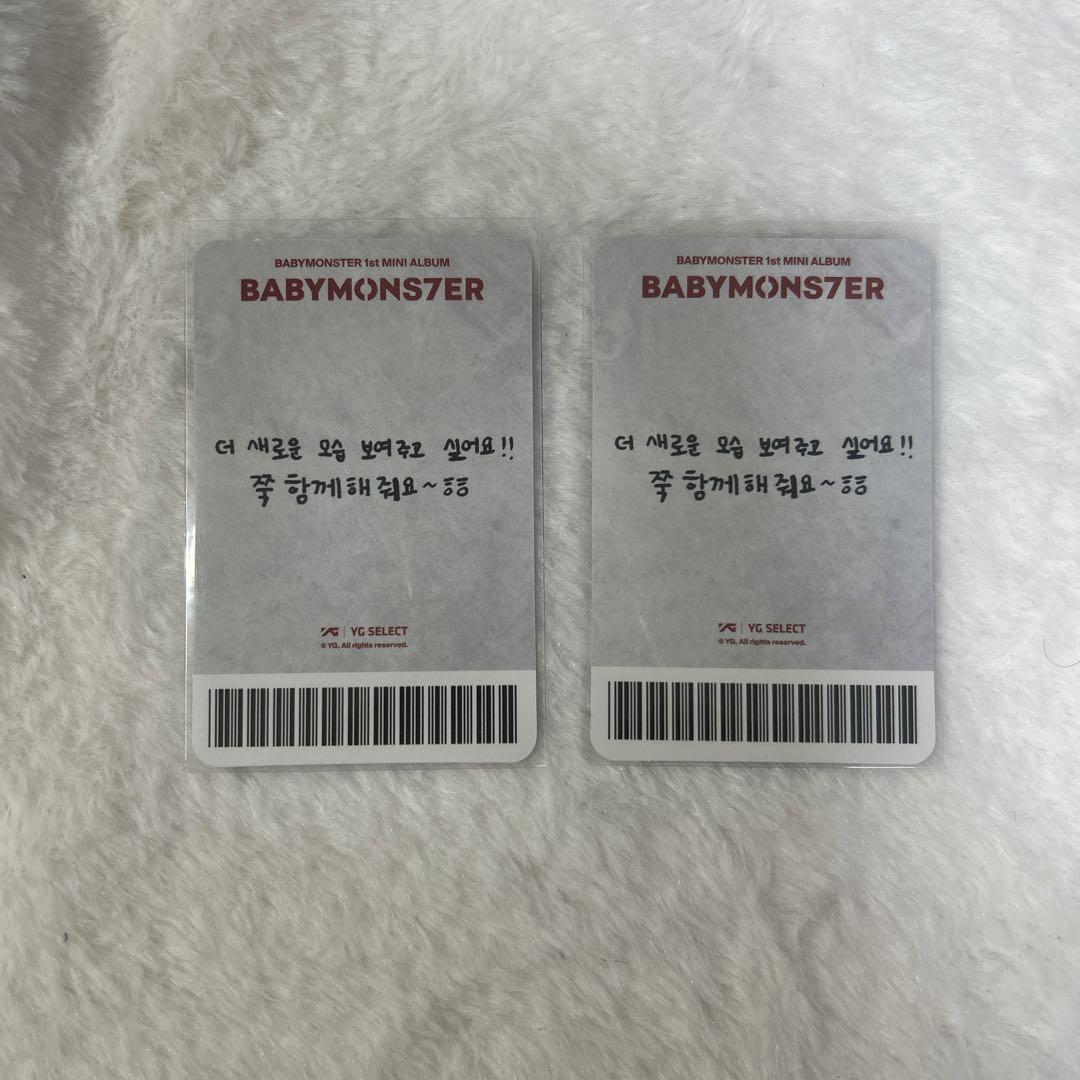 BABYMONSTER 1st MINI ALBUM
BABYMONS7ER
더 새로운 모습 보여주고 싶어요!!
쭉 함께해줘요~ㅎㅎ
YG | YG SELECT
© YG. All rights reserved.
BABYMONSTER 1st MINI ALBUM
BABYMONS7ER
더 새로운 모습 보여주고 싶어요!!
쭉 함께해줘요~ㅎㅎ
YG | YG SELECT
© YG. All rights reserved.